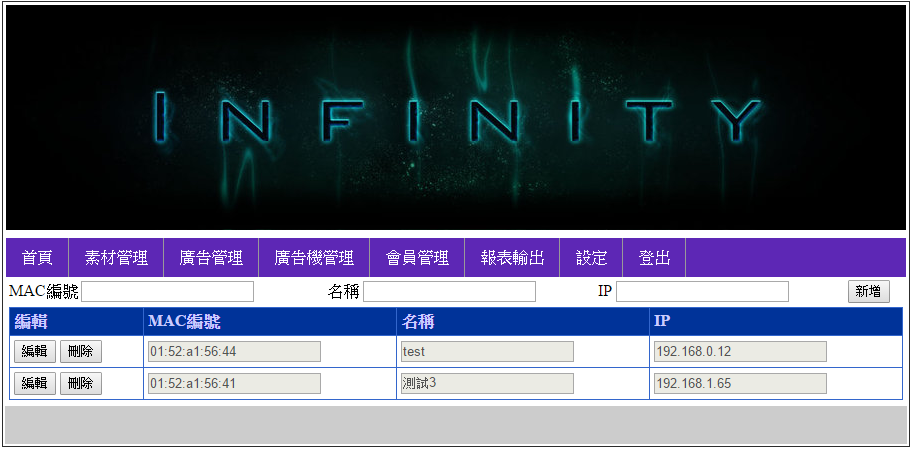 INFINITY
首頁 素材管理 廣告管理 廣告機管理 會員管理 報表輸出 設定 登出
MAC編號 名稱 IP 新增
編輯 MAC編號 名稱 IP
編輯 刪除 01:52:a1:56:44 test 192.168.0.12
編輯 刪除 01:52:a1:56:41 測試3 192.168.1.65